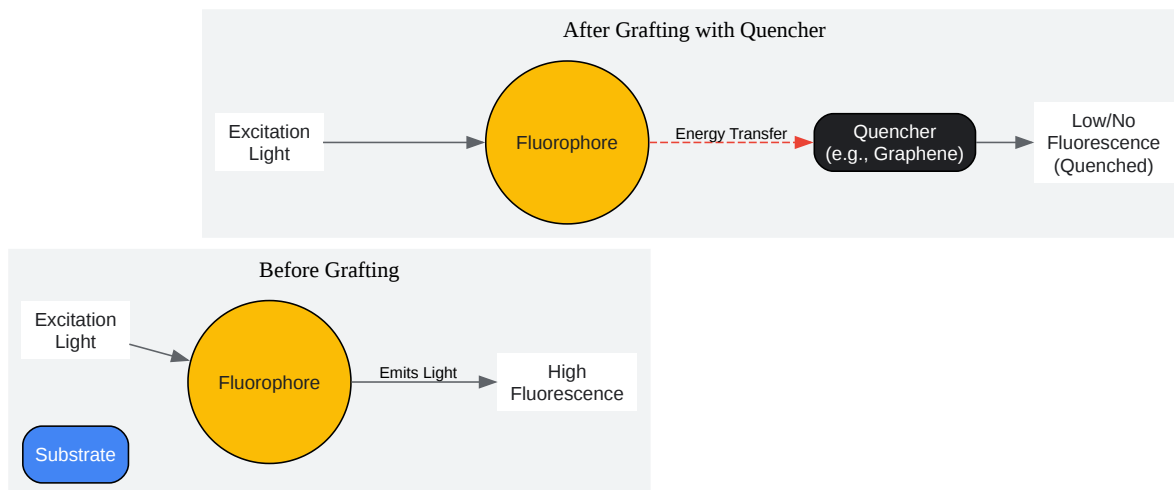 After Grafting with Quencher
Excitation
Light
Fluorophore
Energy Transfer
Quencher
(e.g., Graphene)
Low/No
Fluorescence
(Quenched)
Before Grafting
Excitation
Light
Fluorophore
Emits Light
High
Fluorescence
Substrate